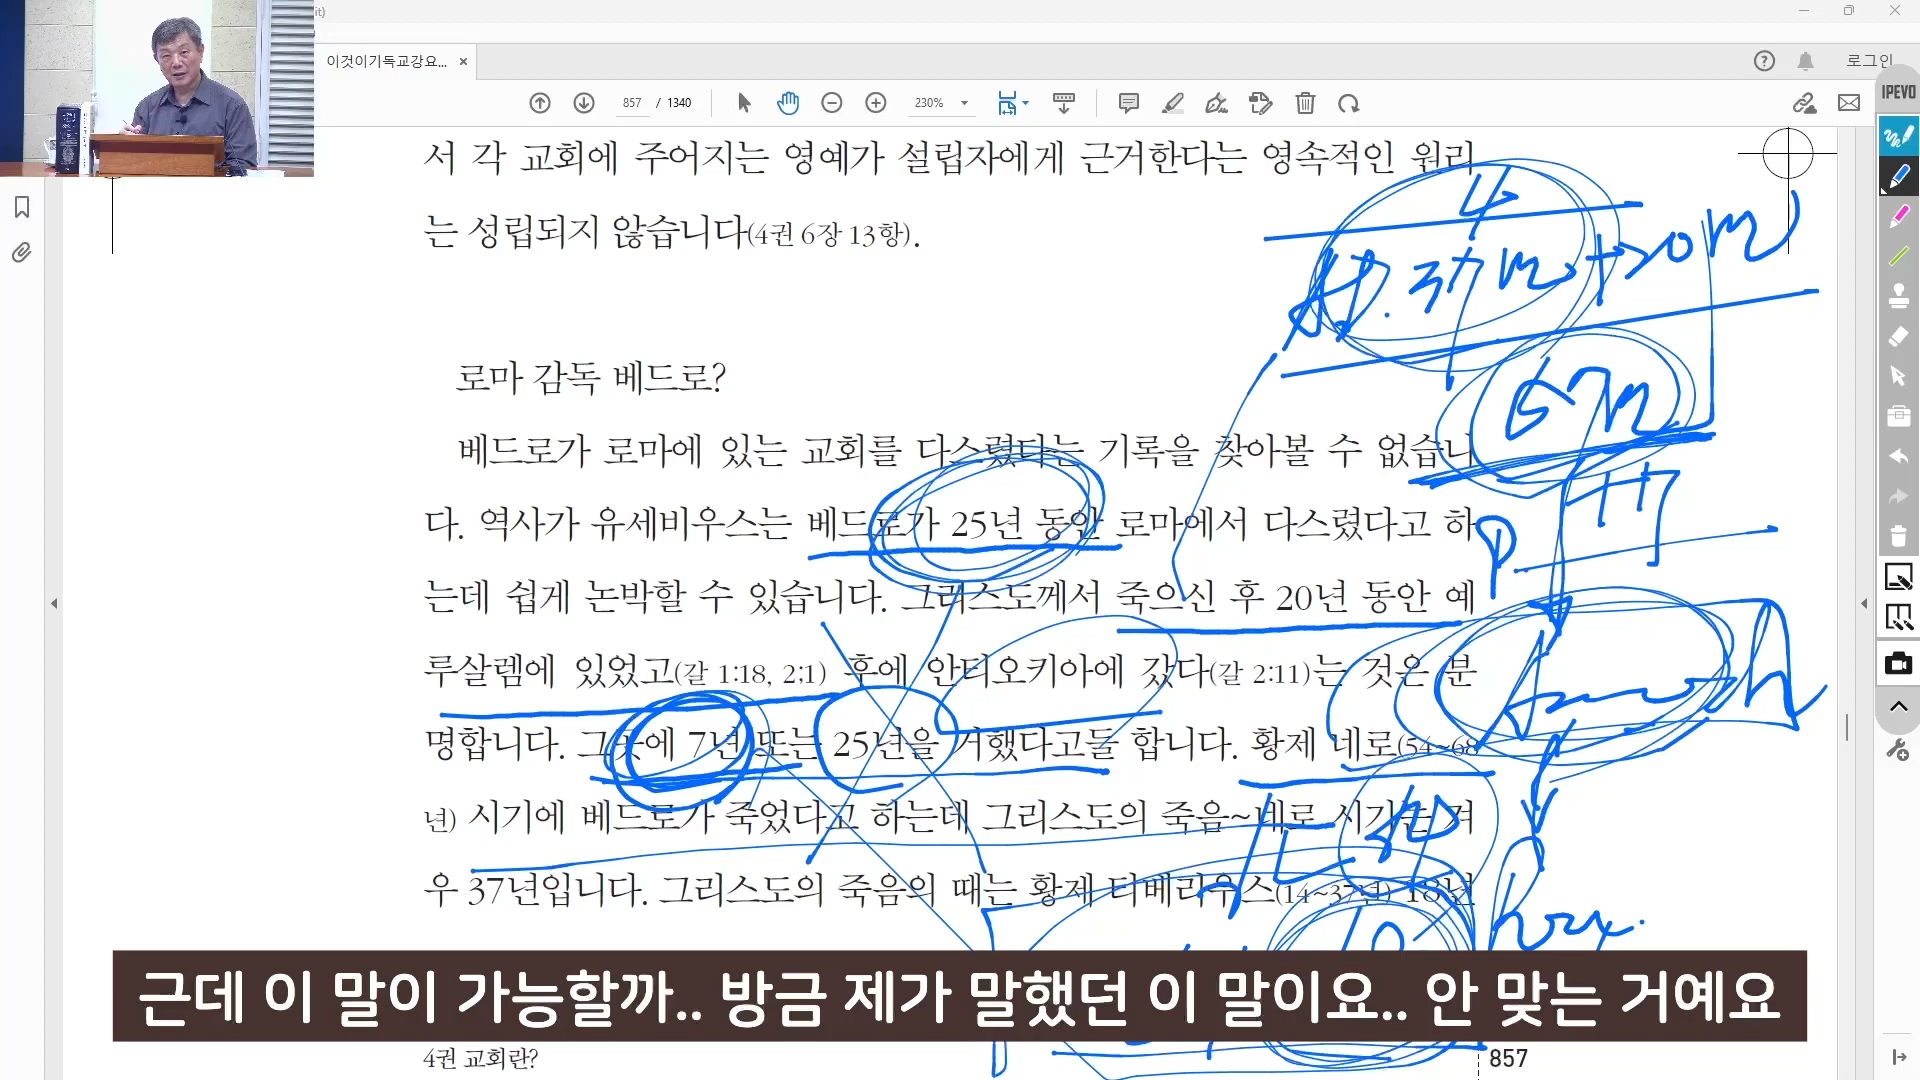 it)
이것이기독교강요... ×
로그인
857 / 1340
230%
IPEVO
서 각 교회에 주어지는 영예가 설립자에게 근거한다는 영속적인 원리
는 성립되지 않습니다(4권 6장 13항).
로마 감독 베드로?
베드로가 로마에 있는 교회를 다스렸다는 기록을 찾아볼 수 없습니
다. 역사가 유세비우스는 베드로가 25년 동안 로마에서 다스렸다고 하
는데 쉽게 논박할 수 있습니다. 그리스도께서 죽으신 후 20년 동안 예
루살렘에 있었고(갈 1:18, 2;1) 후에 안티오키아에 갔다(갈 2:11)는 것은 분
명합니다. 그곳에 7년 또는 25년을 거했다고들 합니다. 황제 네로(54~68
년) 시기에 베드로가 죽었다고 하는데 그리스도의 죽음~네로 시기는 겨
우 37년입니다. 그리스도의 죽음의 때는 황제 티베리우스(14~37년) 18년
근데 이 말이 가능할까.. 방금 제가 말했던 이 말이요.. 안 맞는 거예요
4권 교회란?
857